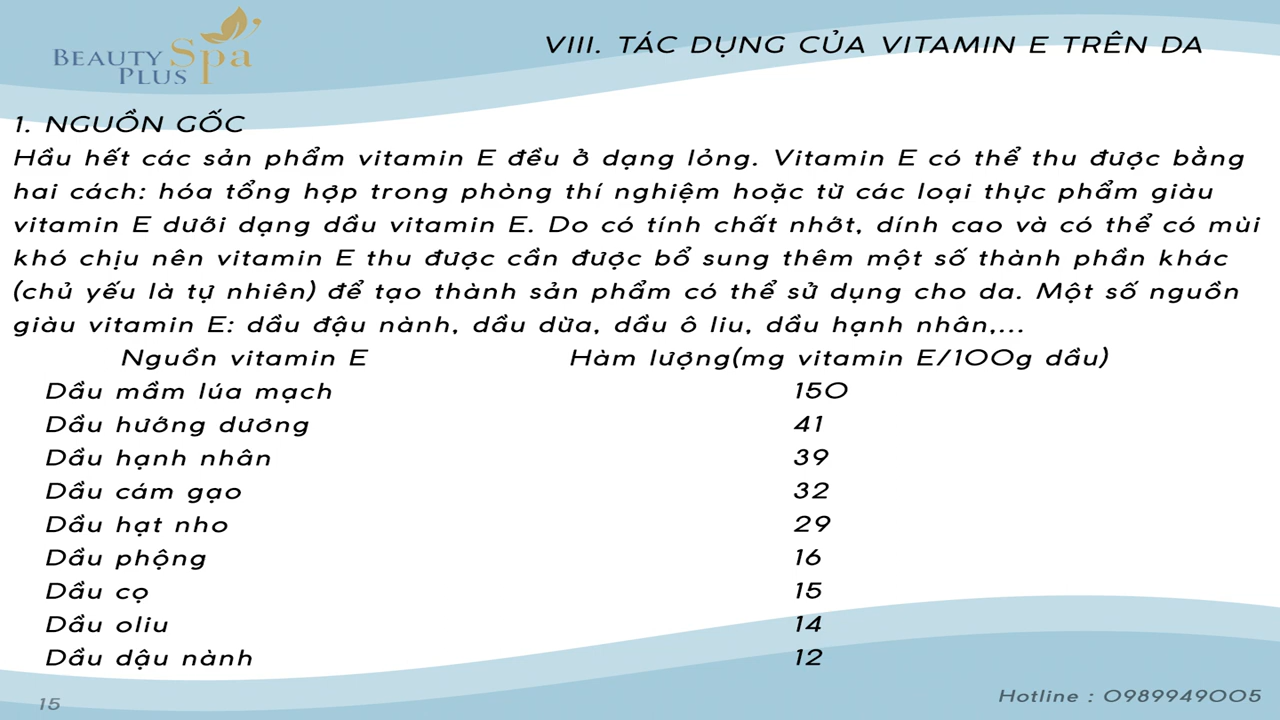 BEAUTY Spa
PLUS
VIII. TÁC DỤNG CỦA VITAMIN E TRÊN DA
1. NGUỒN GỐC
Hầu hết các sản phẩm vitamin E đều ở dạng lỏng. Vitamin E có thể thu được bằng
hai cách: hóa tổng hợp trong phòng thí nghiệm hoặc từ các loại thực phẩm giàu
vitamin E dưới dạng dầu vitamin E. Do có tính chất nhớt, dính cao và có thể có mùi
khó chịu nên vitamin E thu được cần được bổ sung thêm một số thành phần khác
(chủ yếu là tự nhiên) để tạo thành sản phẩm có thể sử dụng cho da. Một số nguồn
giàu vitamin E: dầu đậu nành, dầu dừa, dầu ô liu, dầu hạnh nhân,...
Nguồn vitamin E Hàm lượng(mg vitamin E/100g dầu)
Dầu mầm lúa mạch 150
Dầu hướng dương 41
Dầu hạnh nhân 39
Dầu cám gạo 32
Dầu hạt nho 29
Dầu phộng 16
Dầu cọ 15
Dầu oliu 14
Dầu dậu nành 12
15
Hotline : 0989949005